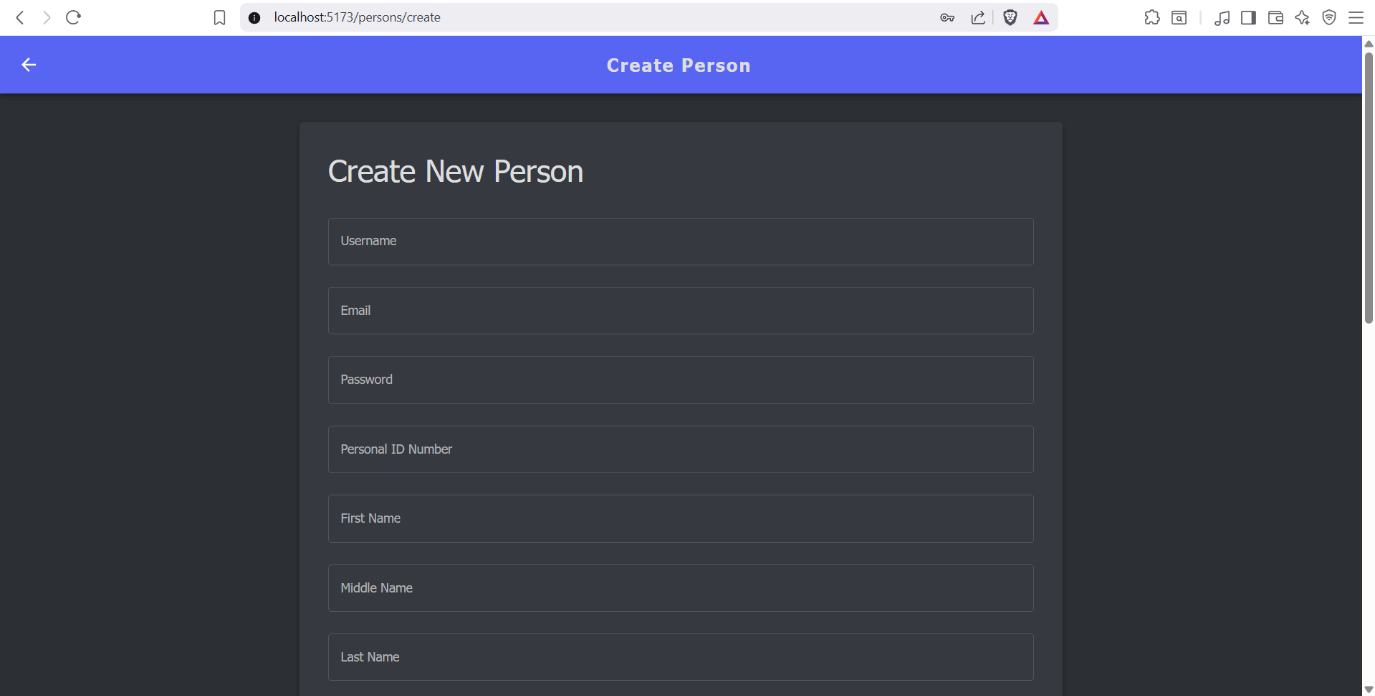 localhost:5173/persons/create
Create Person
Create New Person
Username
Email
Password
Personal ID Number
First Name
Middle Name
Last Name